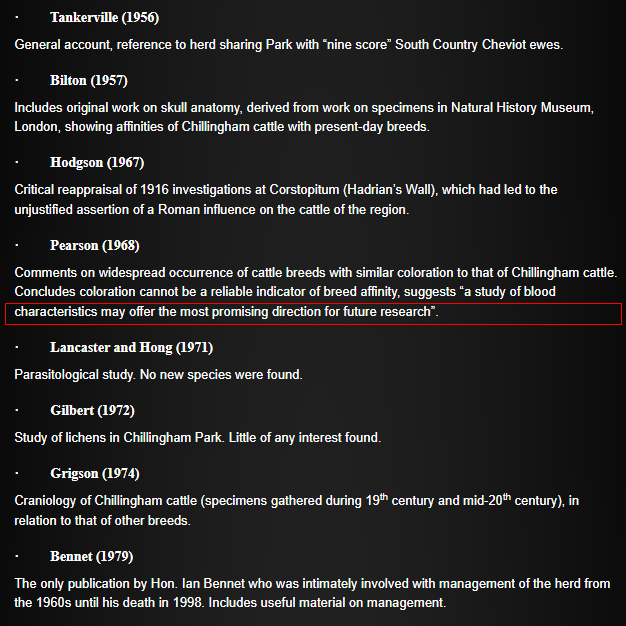 · Tankerville (1956)
General account, reference to herd sharing Park with “nine score” South Country Cheviot ewes.
· Bilton (1957)
Includes original work on skull anatomy, derived from work on specimens in Natural History Museum,
London, showing affinities of Chillingham cattle with present-day breeds.
· Hodgson (1967)
Critical reappraisal of 1916 investigations at Corstopitum (Hadrian’s Wall), which had led to the
unjustified assertion of a Roman influence on the cattle of the region.
· Pearson (1968)
Comments on widespread occurrence of cattle breeds with similar coloration to that of Chillingham cattle.
Concludes coloration cannot be a reliable indicator of breed affinity, suggests “a study of blood
characteristics may offer the most promising direction for future research”.
· Lancaster and Hong (1971)
Parasitological study. No new species were found.
· Gilbert (1972)
Study of lichens in Chillingham Park. Little of any interest found.
· Grigson (1974)
Craniology of Chillingham cattle (specimens gathered during 19th century and mid-20th century), in
relation to that of other breeds.
· Bennet (1979)
The only publication by Hon. Ian Bennet who was intimately involved with management of the herd from
the 1960s until his death in 1998. Includes useful material on management.